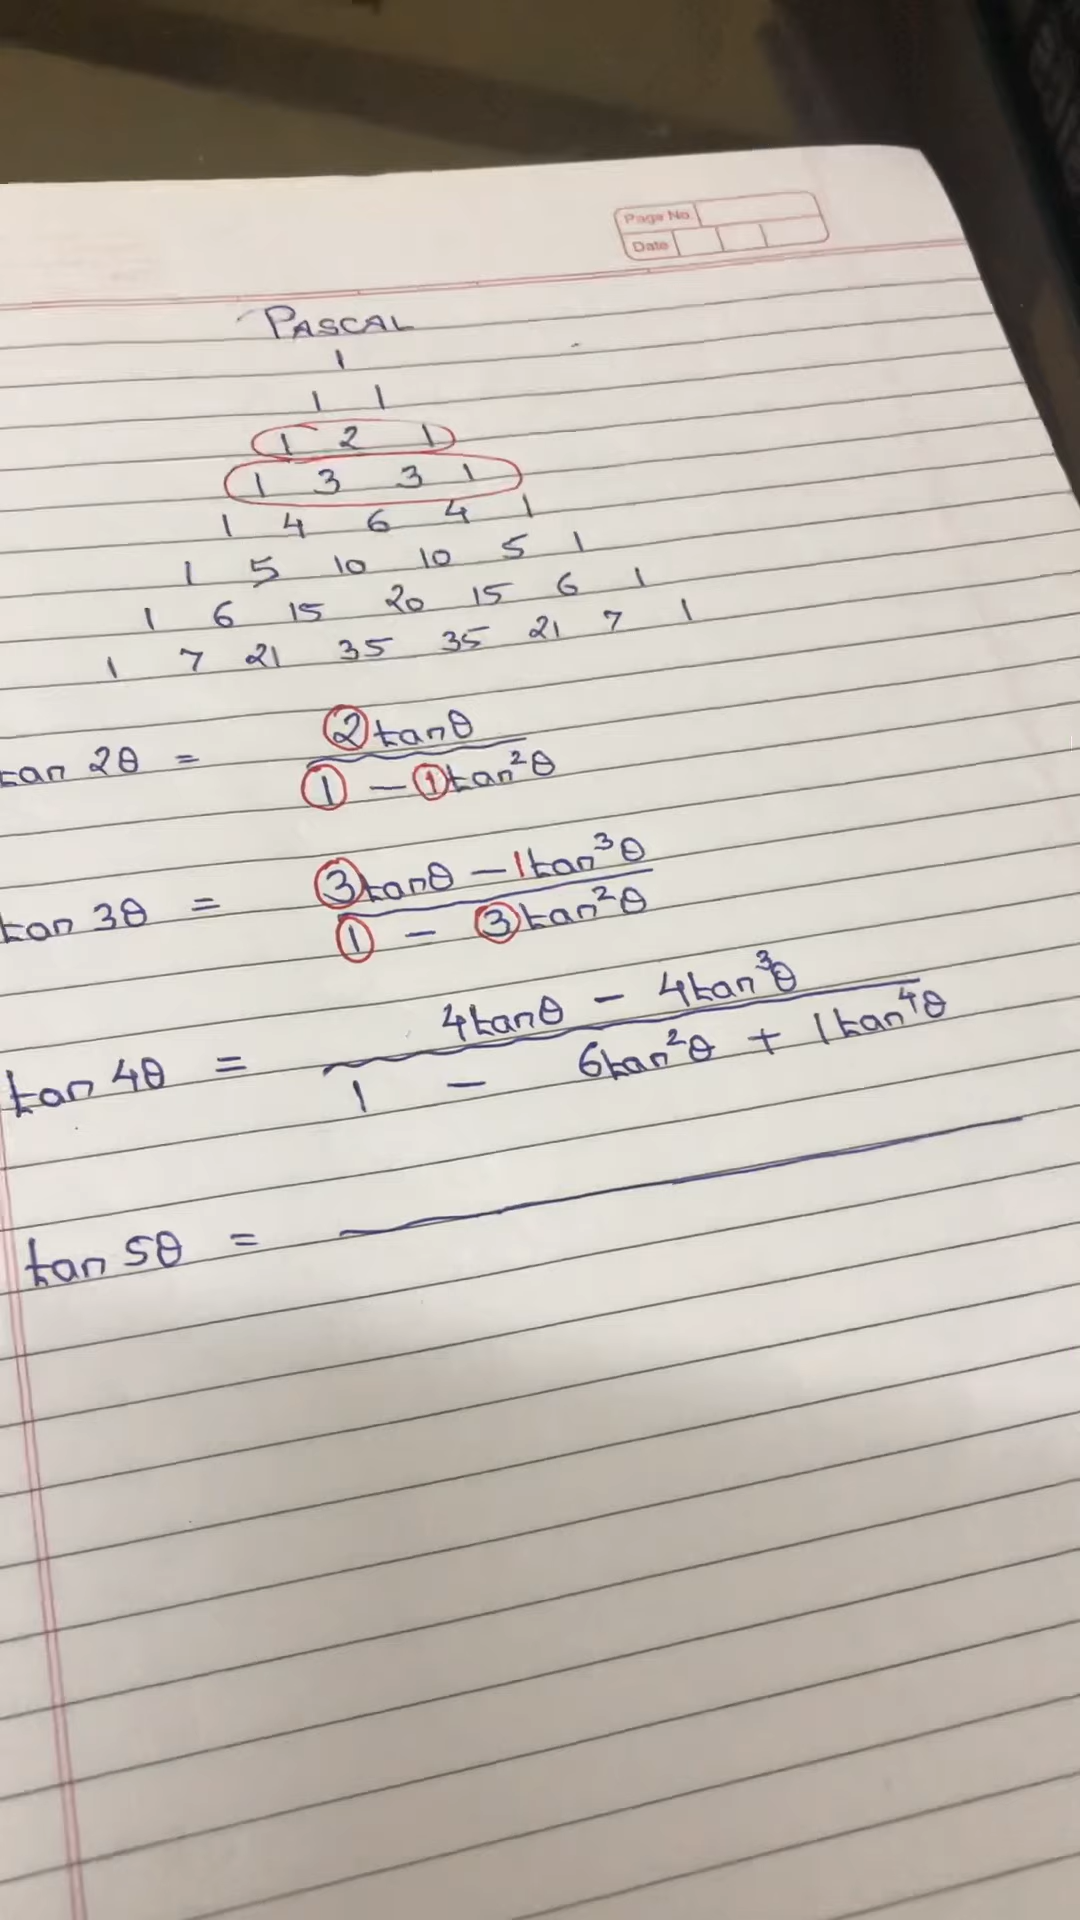 Page No.
Date
PASCAL
1
1 1
1 2 1
1 3 3 1
1 4 6 4 1
1 5 10 10 5 1
1 6 15 20 15 6 1
1 7 21 35 35 21 7 1
tan 2θ = 2tanθ
1 - 1tan²θ
tan 3θ = 3tanθ - 1tan³θ
1 - 3tan²θ
tan 4θ = 4tanθ - 4tan³θ
1 - 6tan²θ + 1tan⁴θ
tan 5θ =